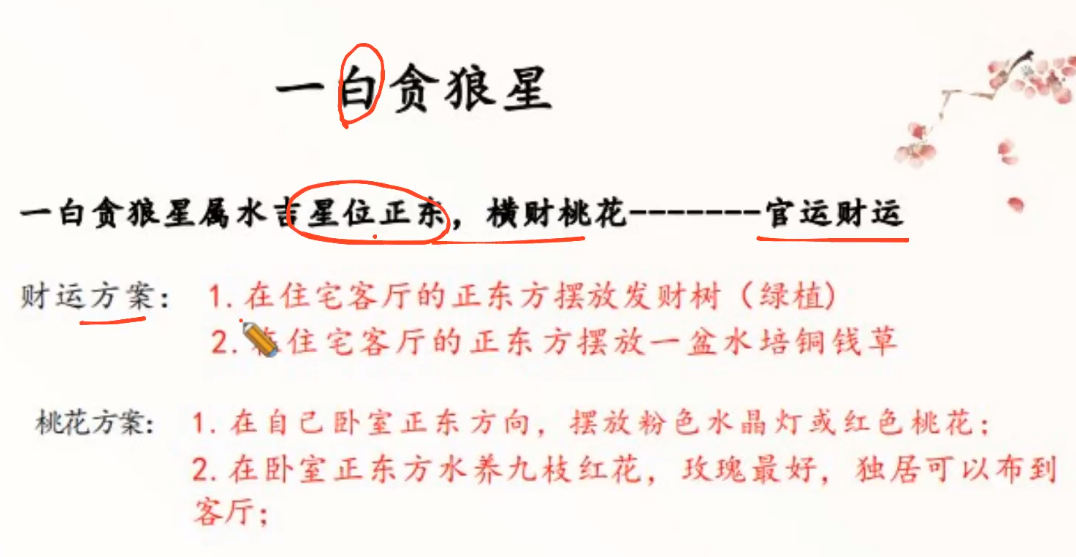 一白贪狼星
一白贪狼星属水吉星位正东，横财桃花-------官运财运
财运方案： 1.在住宅客厅的正东方摆放发财树（绿植）
2.住宅客厅的正东方摆放一盆水培铜钱草
桃花方案： 1.在自己卧室正东方向，摆放粉色水晶灯或红色桃花；
2.在卧室正东方水养九枝红花，玫瑰最好，独居可以布到
客厅；